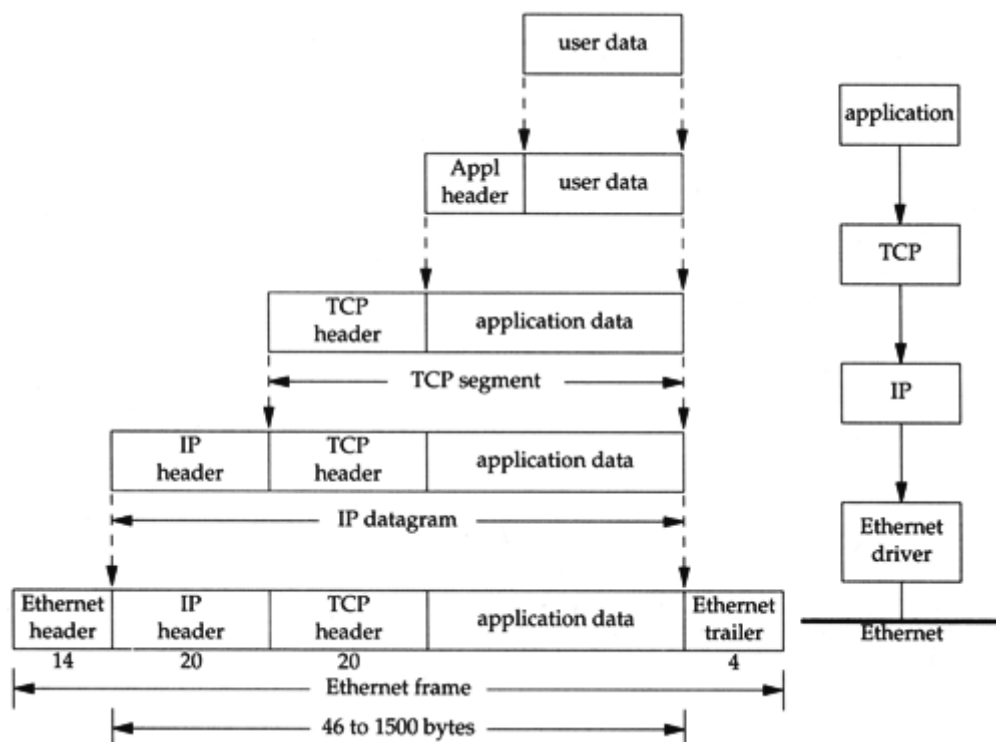 user data
application
Appl
header
user data
TCP
TCP
header
application data
TCP segment
IP
IP
header
TCP
header
application data
IP datagram
Ethernet
driver
Ethernet
header
IP
header
TCP
header
application data
Ethernet
trailer
Ethernet
14
20
20
4
Ethernet frame
46 to 1500 bytes